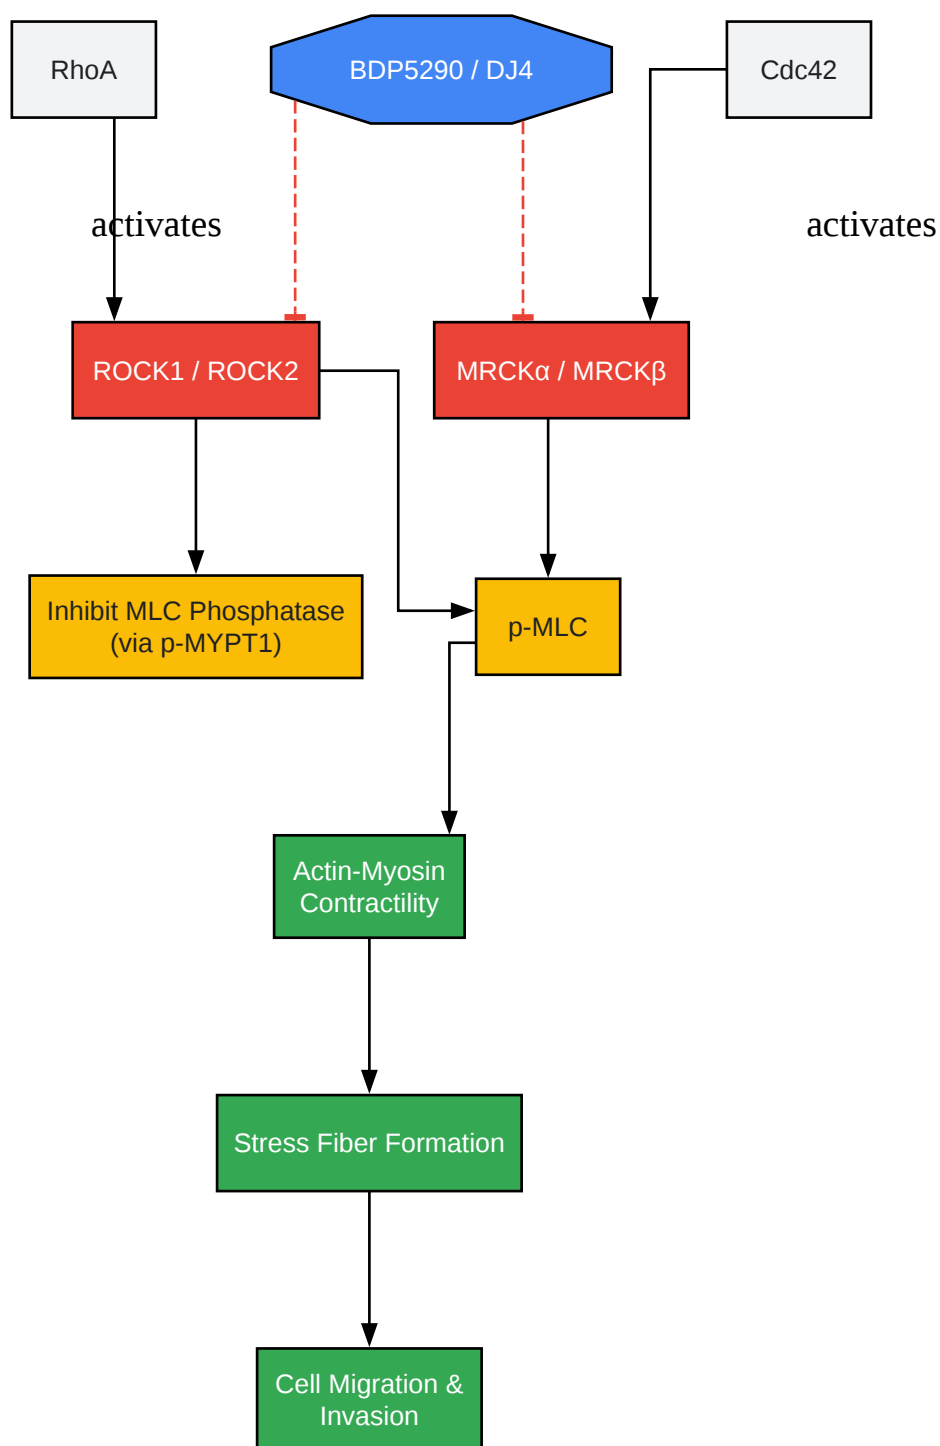 RhoA
BDP5290 / DJ4
Cdc42
activates
activates
ROCK1 / ROCK2
MRCKα / MRCKβ
Inhibit MLC Phosphatase
(via p-MYPT1)
p-MLC
Actin-Myosin
Contractility
Stress Fiber Formation
Cell Migration &
Invasion